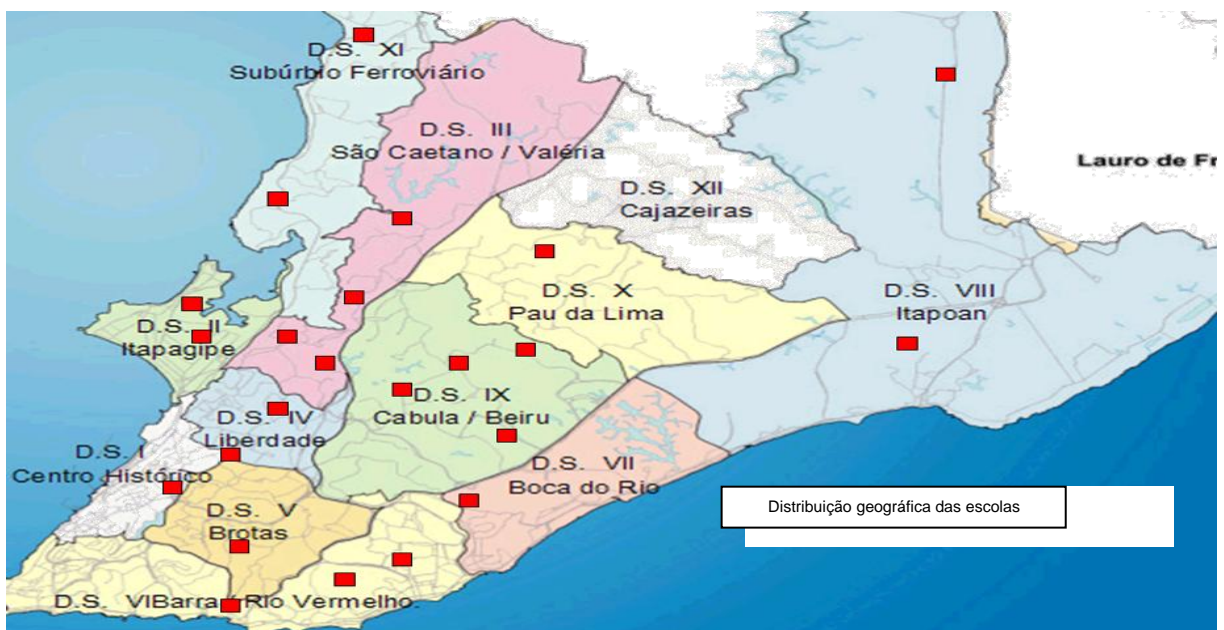 D.S. XI
Subúrbio Ferroviário
D.S. III
São Caetano / Valéria
Lauro de Fr
D.S. XII
Cajazeiras
D.S. X
Pau da Lima
D.S. VIII
Itapoan
D.S. II
Itapagipe
D.S. IX
Cabula / Beiru
D.S. IV
Liberdade
D.S. I
Centro Histórico
D.S. VII
Boca do Rio
D.S. V
Brotas
Distribuição geográfica das escolas
D.S. VIBarra / Rio Vermelho.